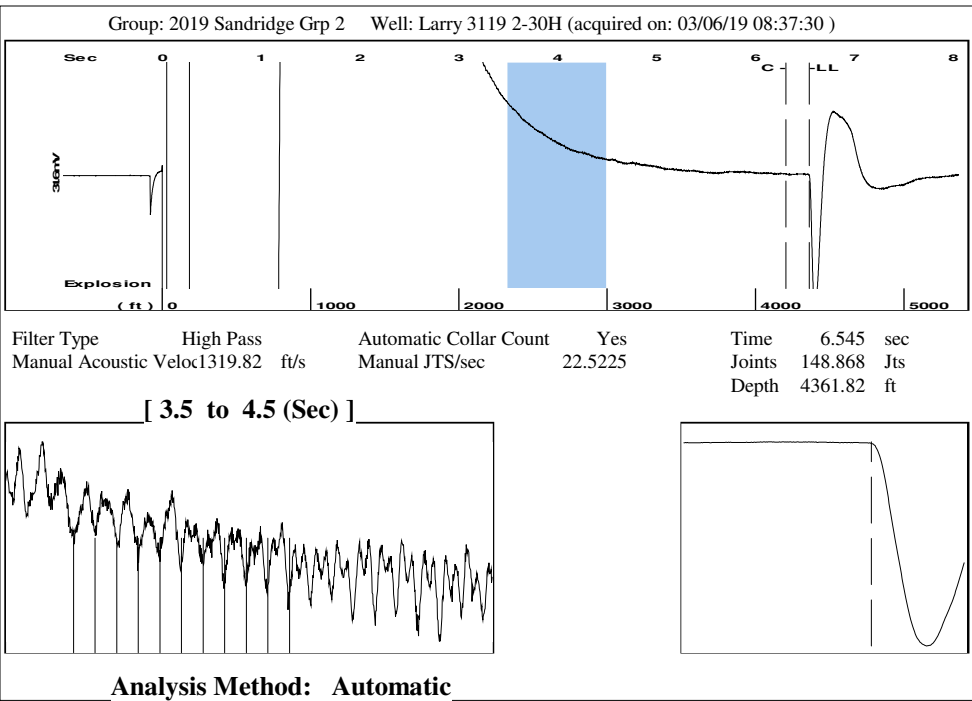 Group: 2019 Sandridge Grp 2 Well: Larry 3119 2-30H (acquired on: 03/06/19 08:37:30 )
Sec 0 1 2 3 4 5 6 7 8
C LL
31.6mV
Explosion
( ft ) 0 1000 2000 3000 4000 5000
Filter Type High Pass Automatic Collar Count Yes Time 6.545 sec
Manual Acoustic Veloc1319.82 ft/s Manual JTS/sec 22.5225 Joints 148.868 Jts
Depth 4361.82 ft
[ 3.5 to 4.5 (Sec) ]
Analysis Method: Automatic